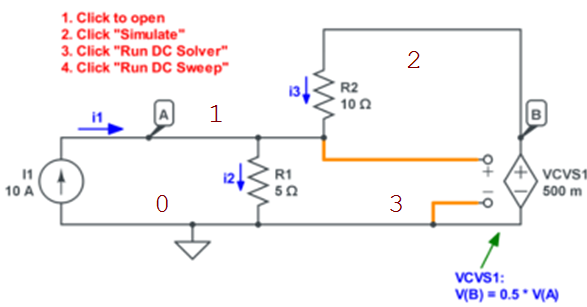 1. Click to open
2. Click "Simulate"
3. Click "Run DC Solver"
4. Click "Run DC Sweep"
2
i3
R2
10 Ω
i1
A
1
B
I1
10 A
i2
R1
5 Ω
+
−
+
−
VCVS1
500 m
0
3
VCVS1:
V(B) = 0.5 * V(A)